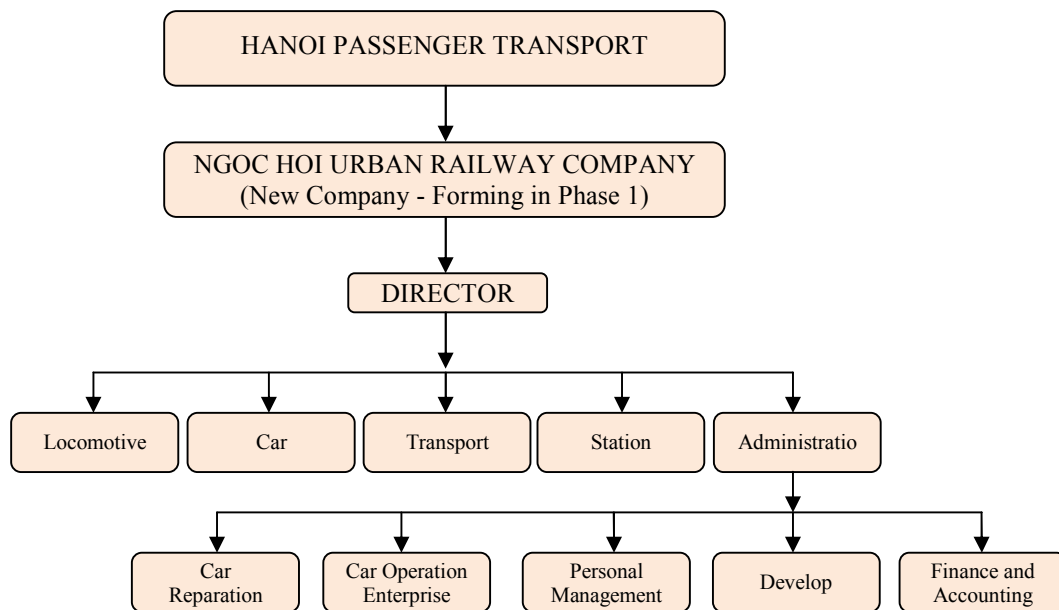 HANOI PASSENGER TRANSPORT
NGOC HOI URBAN RAILWAY COMPANY
(New Company - Forming in Phase 1)
DIRECTOR
Locomotive
Car
Transport
Station
Administratio
Car
Reparation
Car Operation
Enterprise
Personal
Management
Develop
Finance and
Accounting